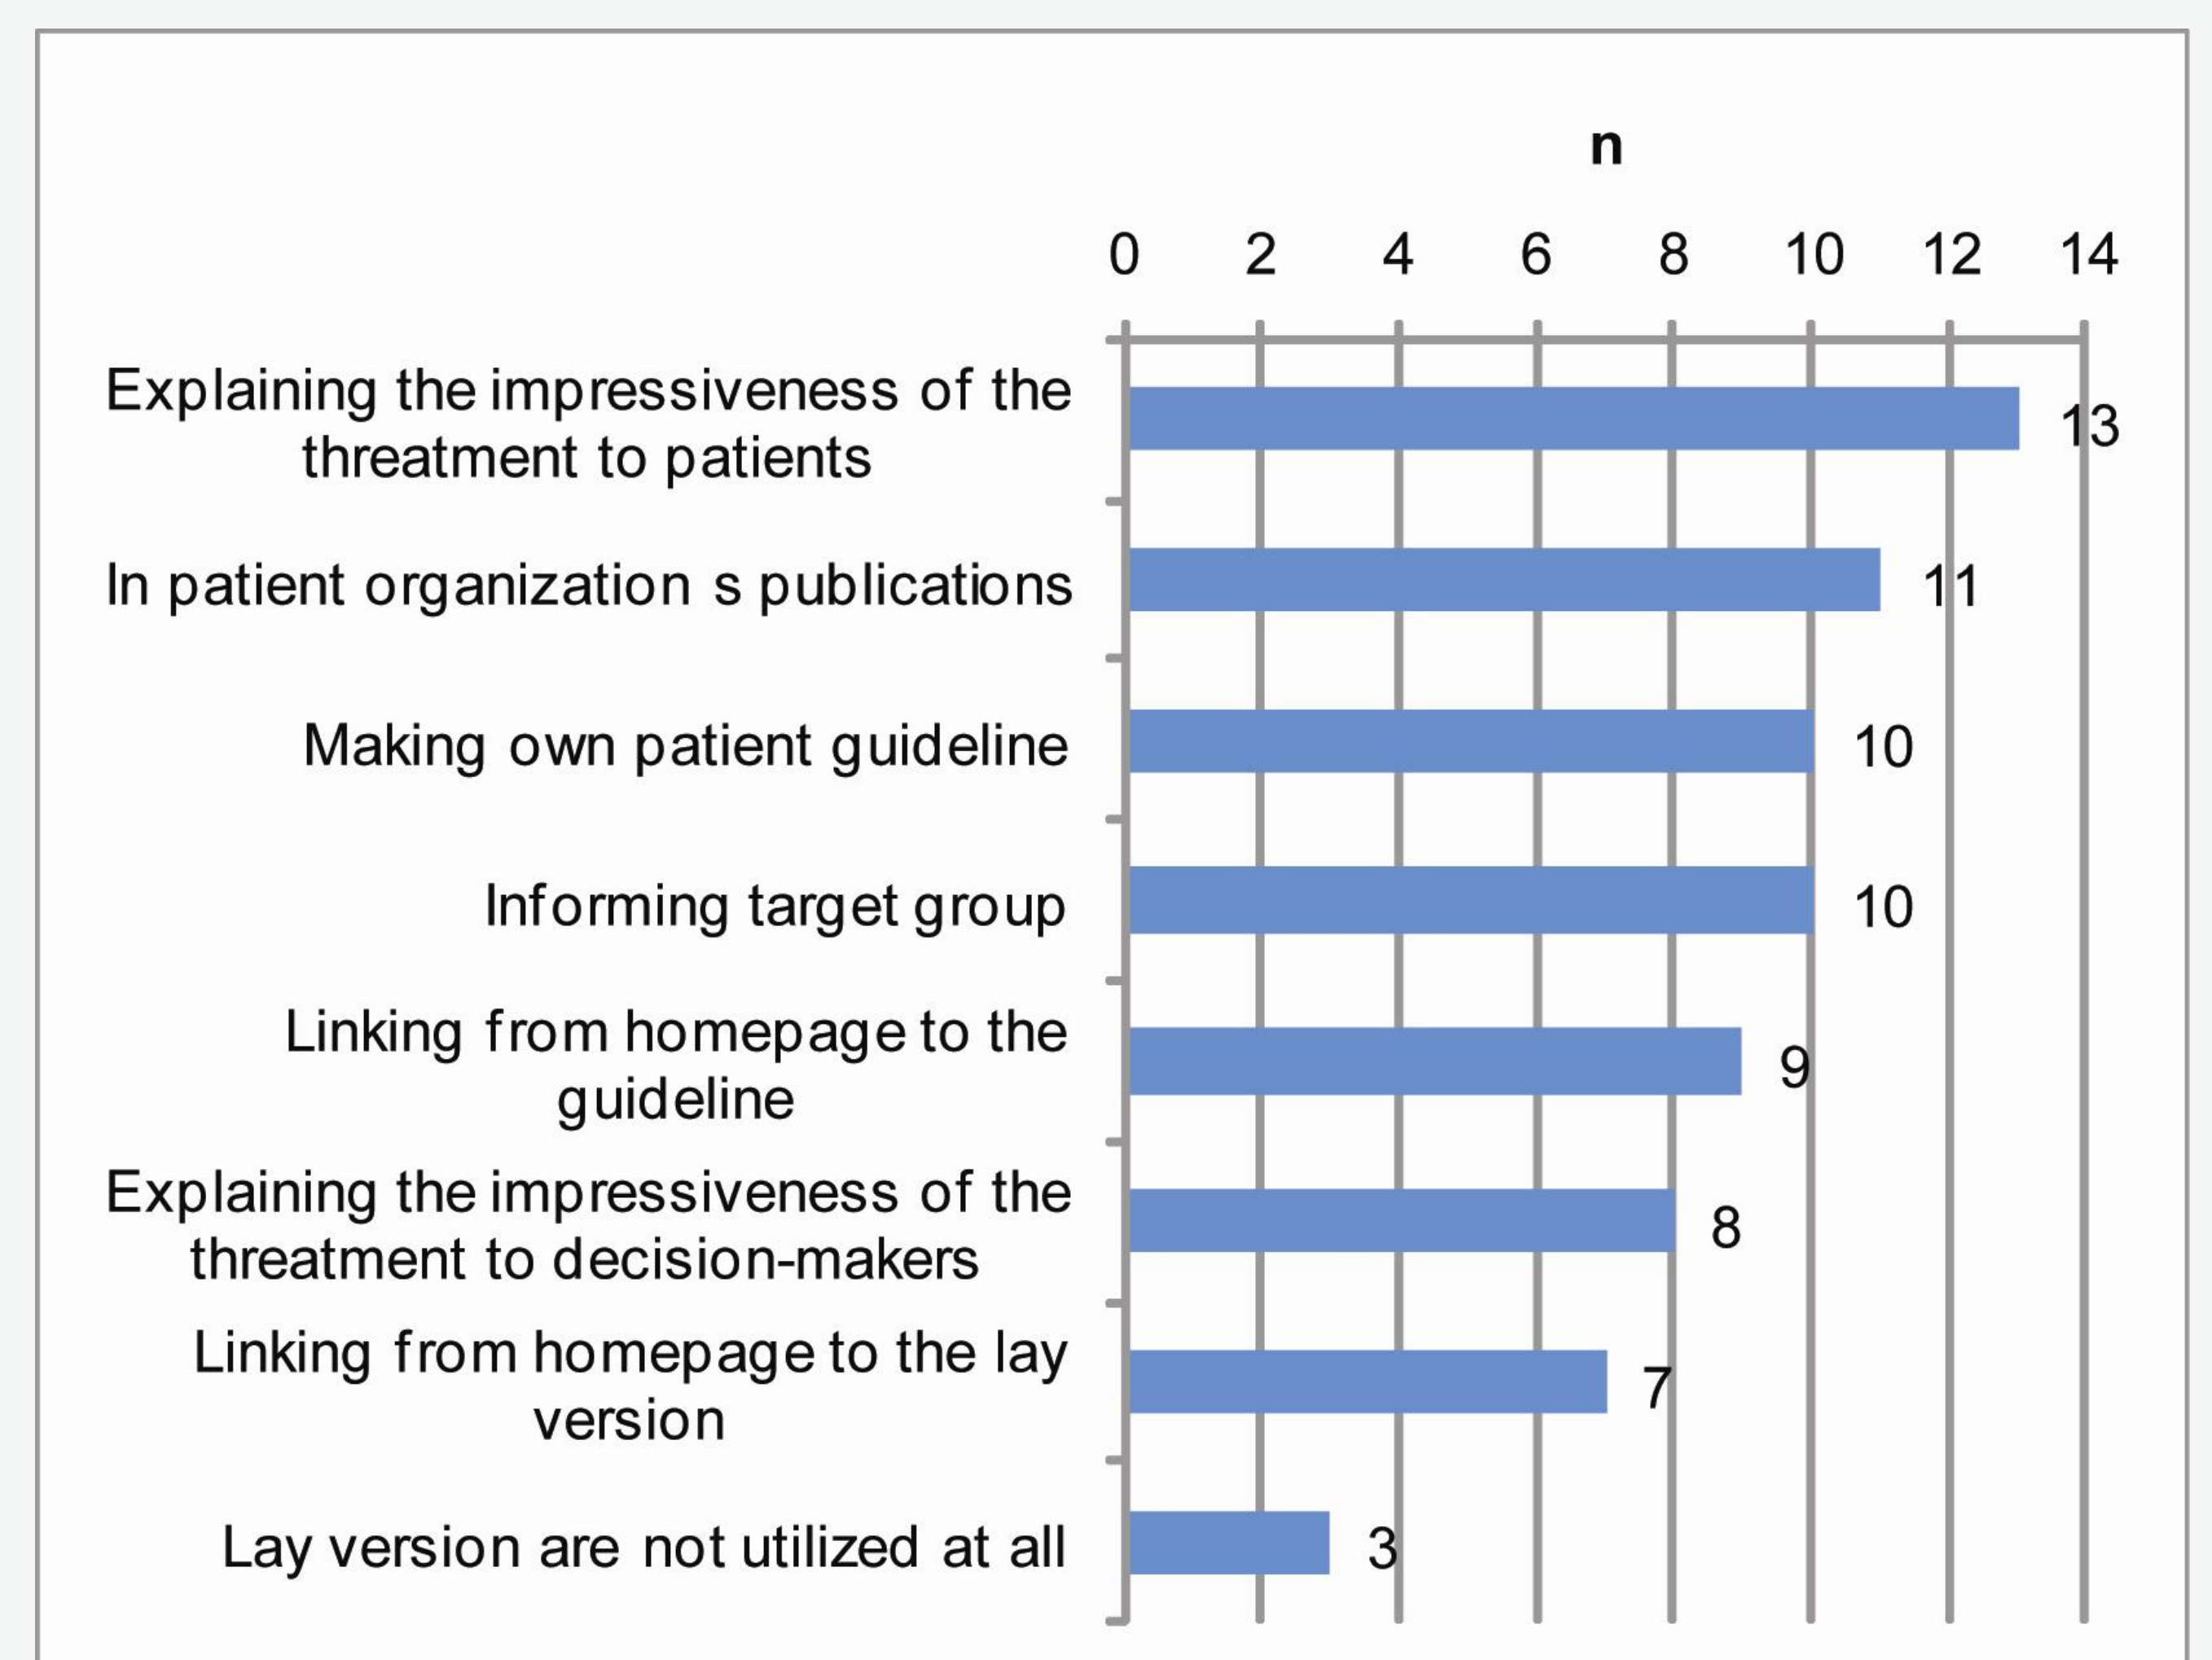 n
0 2 4 6 8 10 12 14
Explaining the impressiveness of the
threatment to patients
13
In patient organization s publications
11
Making own patient guideline
10
Informing target group
10
Linking from homepage to the
guideline
9
Explaining the impressiveness of the
threatment to decision-makers
8
Linking from homepage to the lay
version
7
Lay version are not utilized at all
3